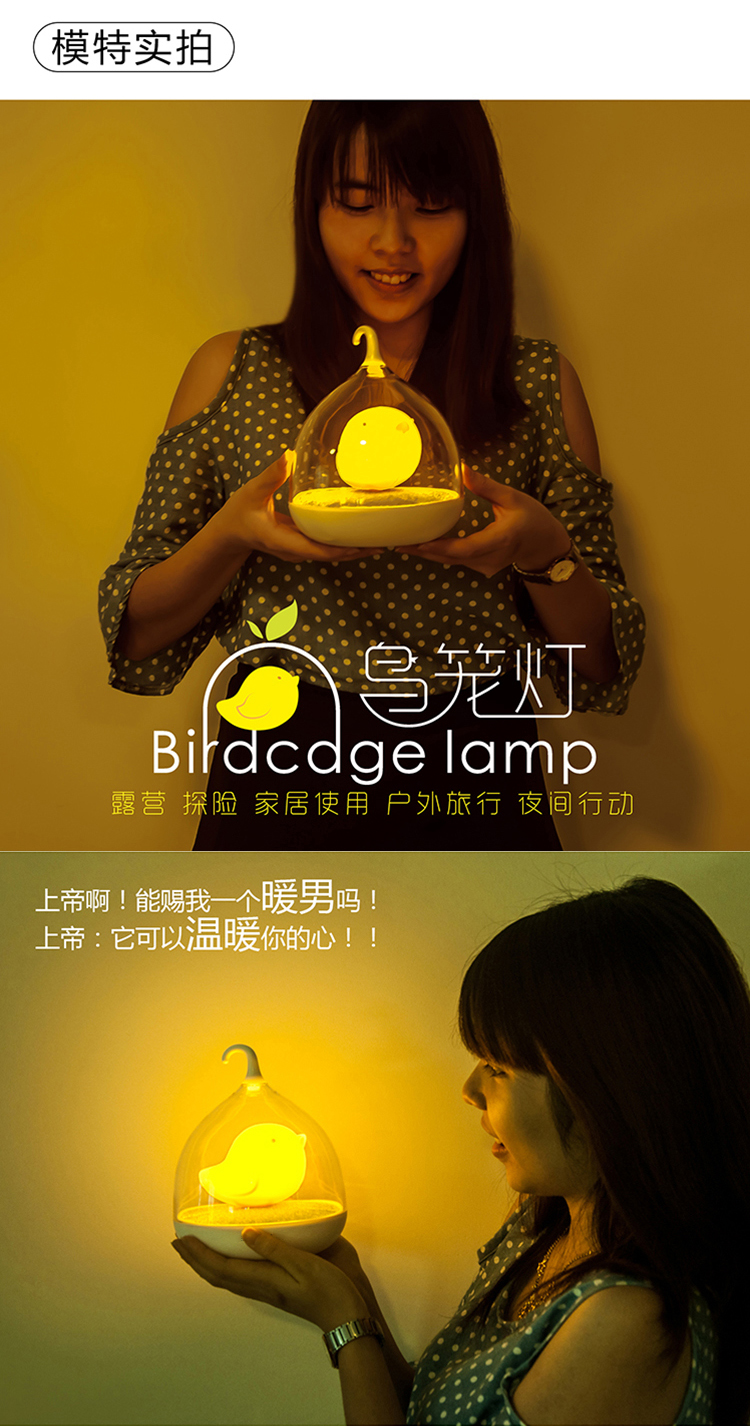 模特实拍
鸟笼灯
Birdcdge lamp
露营 探险 家居使用 户外旅行 夜间行动
上帝啊！能赐我一个暖男吗！
上帝：它可以温暖你的心！！